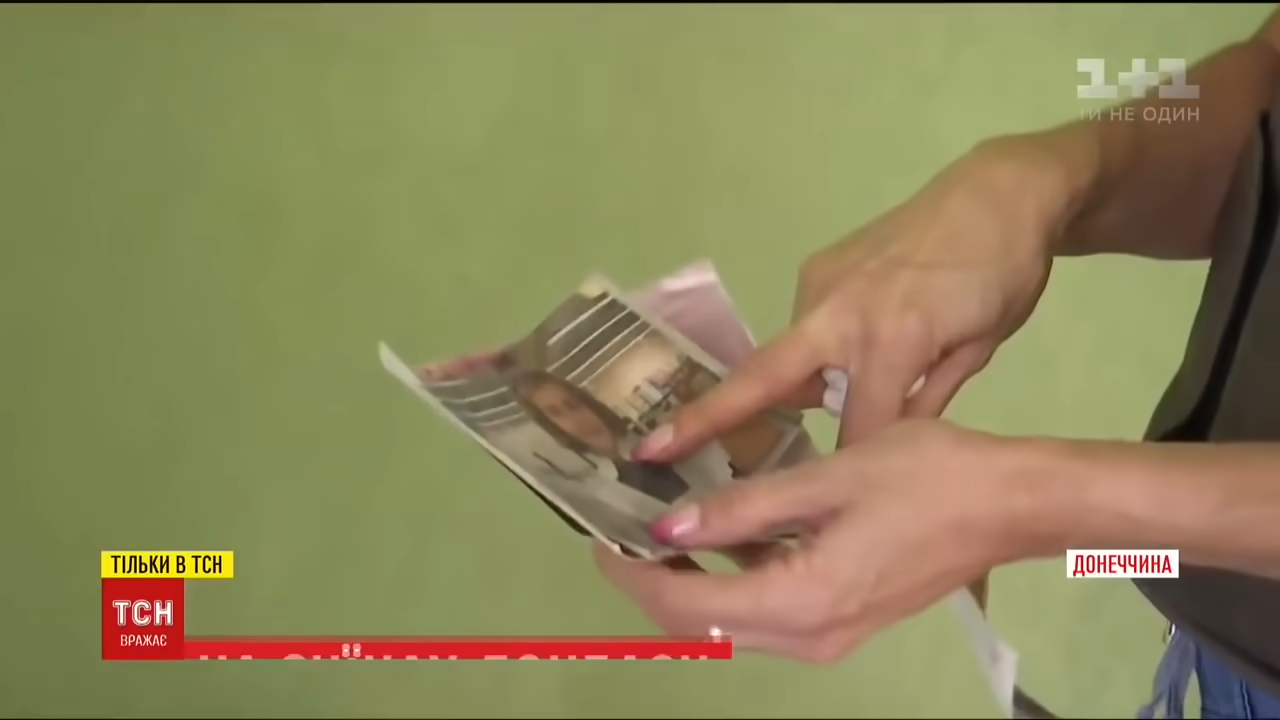 1+1
ТИ НЕ ОДИН
ТІЛЬКИ В ТСН
ДОНЕЧЧИНА
ТСН
ВРАЖАЄ